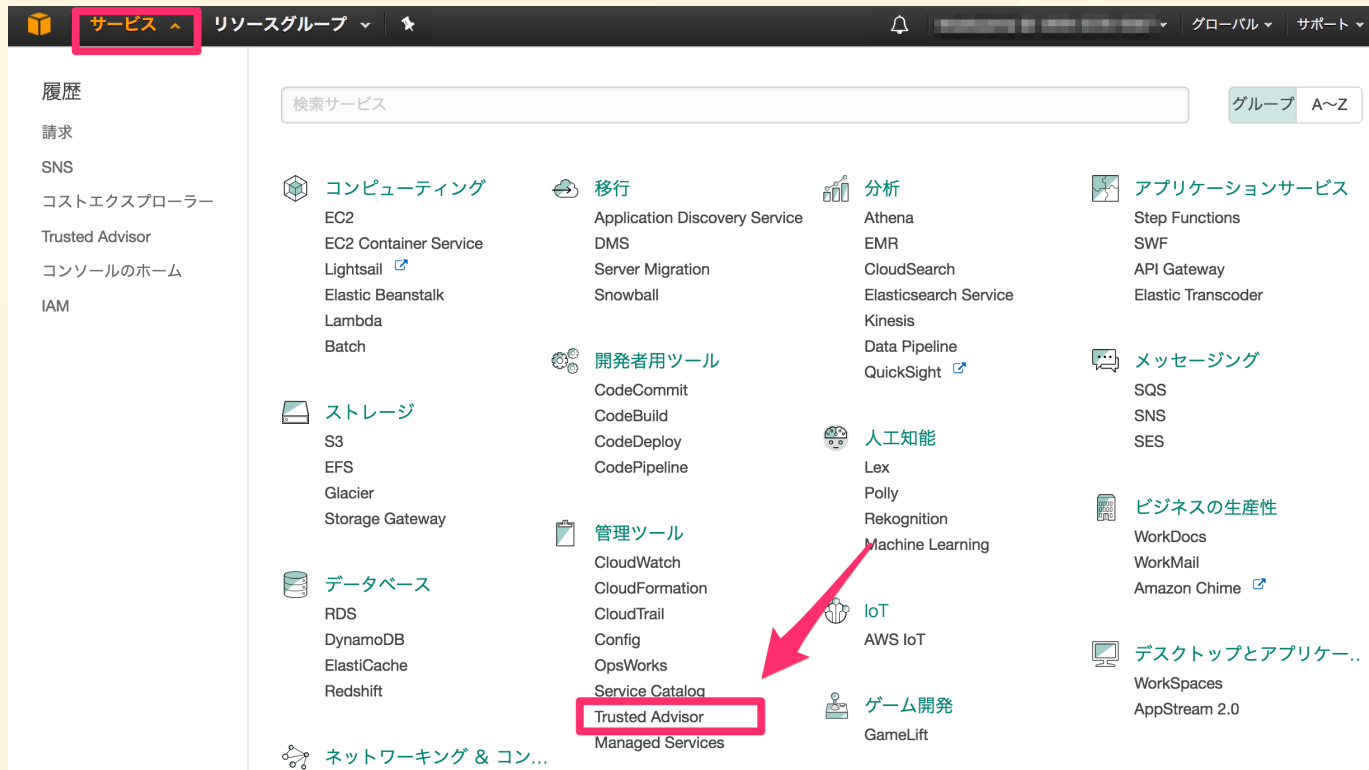 サービス リソースグループ グローバル サポート
履歴
請求
SNS
コストエクスプローラー
Trusted Advisor
コンソールのホーム
IAM
検索サービス
グループ A〜Z
コンピューティング
EC2
EC2 Container Service
Lightsail
Elastic Beanstalk
Lambda
Batch
ストレージ
S3
EFS
Glacier
Storage Gateway
データベース
RDS
DynamoDB
ElastiCache
Redshift
ネットワーキング & コン...
移行
Application Discovery Service
DMS
Server Migration
Snowball
開発者用ツール
CodeCommit
CodeBuild
CodeDeploy
CodePipeline
管理ツール
CloudWatch
CloudFormation
CloudTrail
Config
OpsWorks
Service Catalog
Trusted Advisor
Managed Services
分析
Athena
EMR
CloudSearch
Elasticsearch Service
Kinesis
Data Pipeline
QuickSight
人工知能
Lex
Polly
Rekognition
Machine Learning
IoT
AWS IoT
ゲーム開発
GameLift
アプリケーションサービス
Step Functions
SWF
API Gateway
Elastic Transcoder
メッセージング
SQS
SNS
SES
ビジネスの生産性
WorkDocs
WorkMail
Amazon Chime
デスクトップとアプリケー..
WorkSpaces
AppStream 2.0